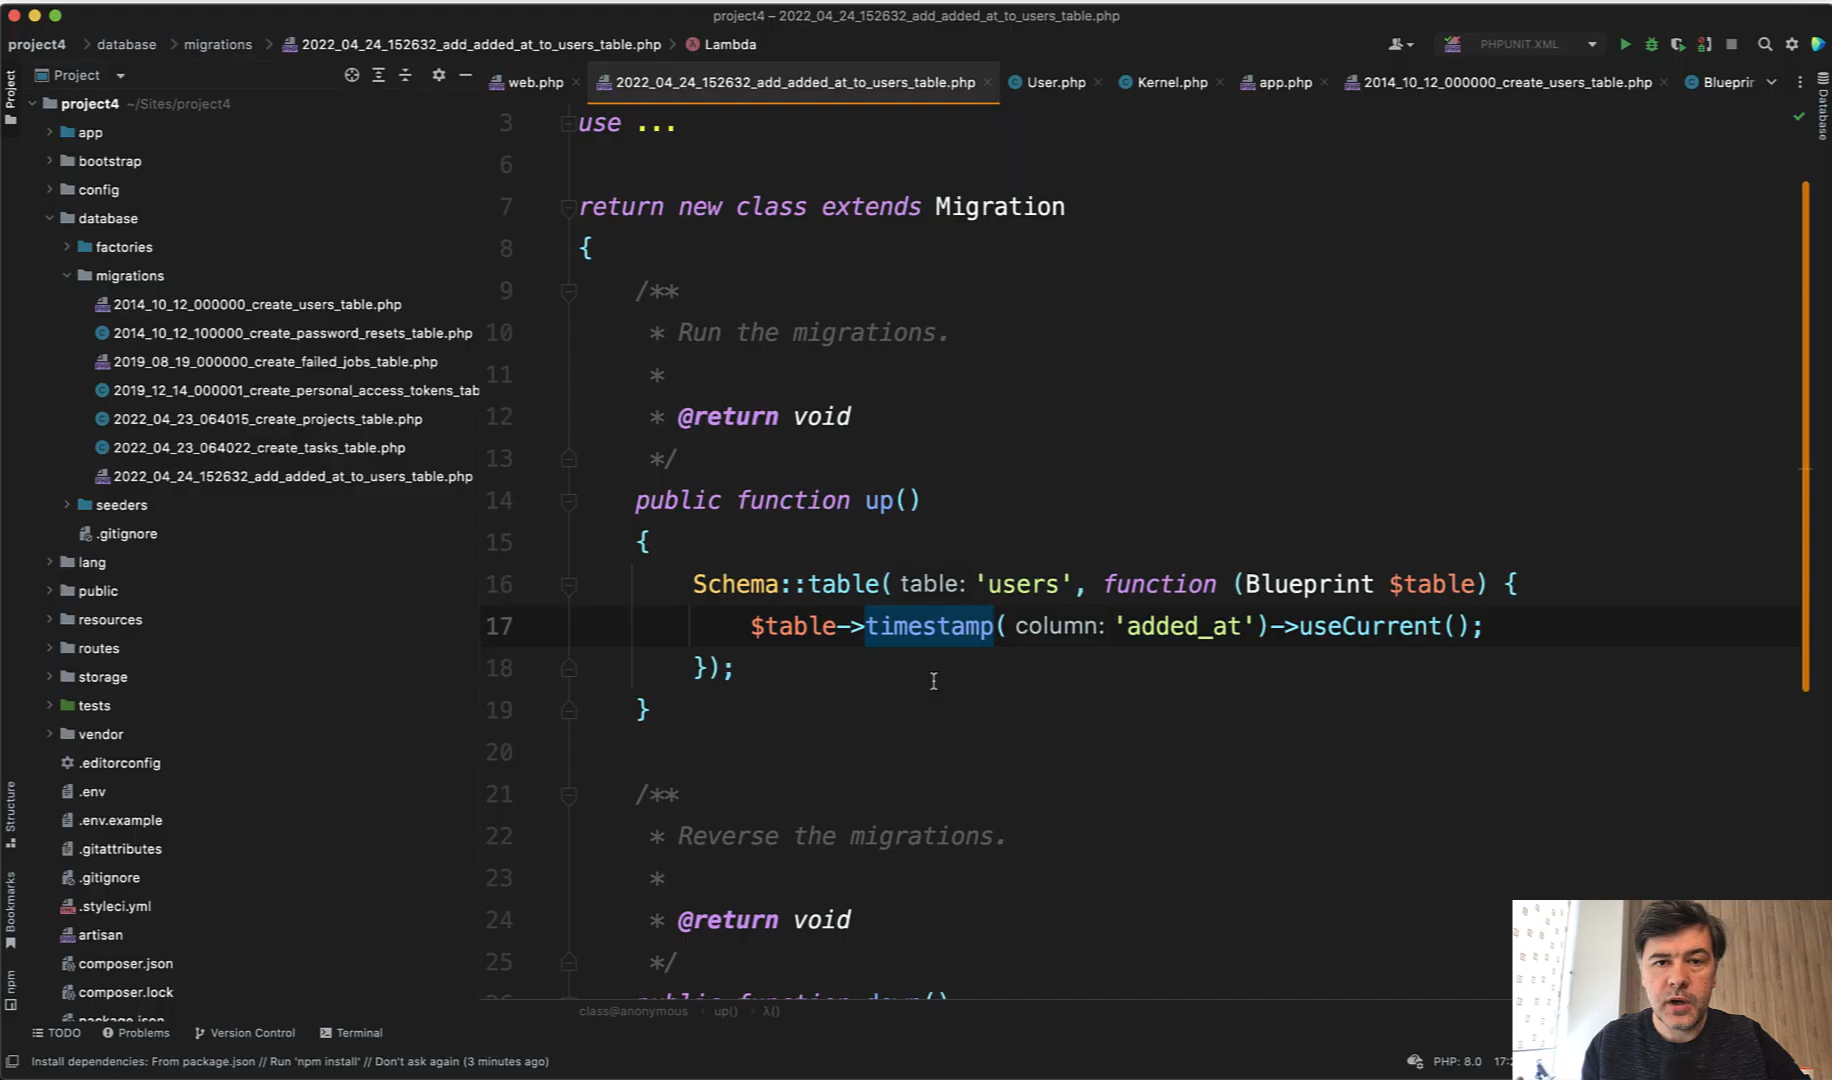 project4 – 2022_04_24_152632_add_added_at_to_users_table.php
project4 database migrations 2022_04_24_152632_add_added_at_to_users_table.php Lambda
PHPUNIT.XML
Project
web.php 2022_04_24_152632_add_added_at_to_users_table.php User.php Kernel.php app.php 2014_10_12_000000_create_users_table.php Blueprir
Project
Structure
Bookmarks
npm
Database
project4 ~/Sites/project4
app
bootstrap
config
database
factories
migrations
2014_10_12_000000_create_users_table.php
2014_10_12_100000_create_password_resets_table.php
2019_08_19_000000_create_failed_jobs_table.php
2019_12_14_000001_create_personal_access_tokens_tab
2022_04_23_064015_create_projects_table.php
2022_04_23_064022_create_tasks_table.php
2022_04_24_152632_add_added_at_to_users_table.php
seeders
.gitignore
lang
public
resources
routes
storage
tests
vendor
.editorconfig
.env
.env.example
.gitattributes
.gitignore
.styleci.yml
artisan
composer.json
composer.lock
package.json
3 use ...
6
7 return new class extends Migration
8 {
9 /**
10 * Run the migrations.
11 *
12 * @return void
13 */
14 public function up()
15 {
16 Schema::table( table: 'users', function (Blueprint $table) {
17 $table->timestamp( column: 'added_at')->useCurrent();
18 });
19 }
20
21 /**
22 * Reverse the migrations.
23 *
24 * @return void
25 */
26 public function down()
class@anonymous up() λ()
TODO Problems Version Control Terminal
Install dependencies: From package.json // Run 'npm install' // Don't ask again (3 minutes ago)
PHP: 8.0